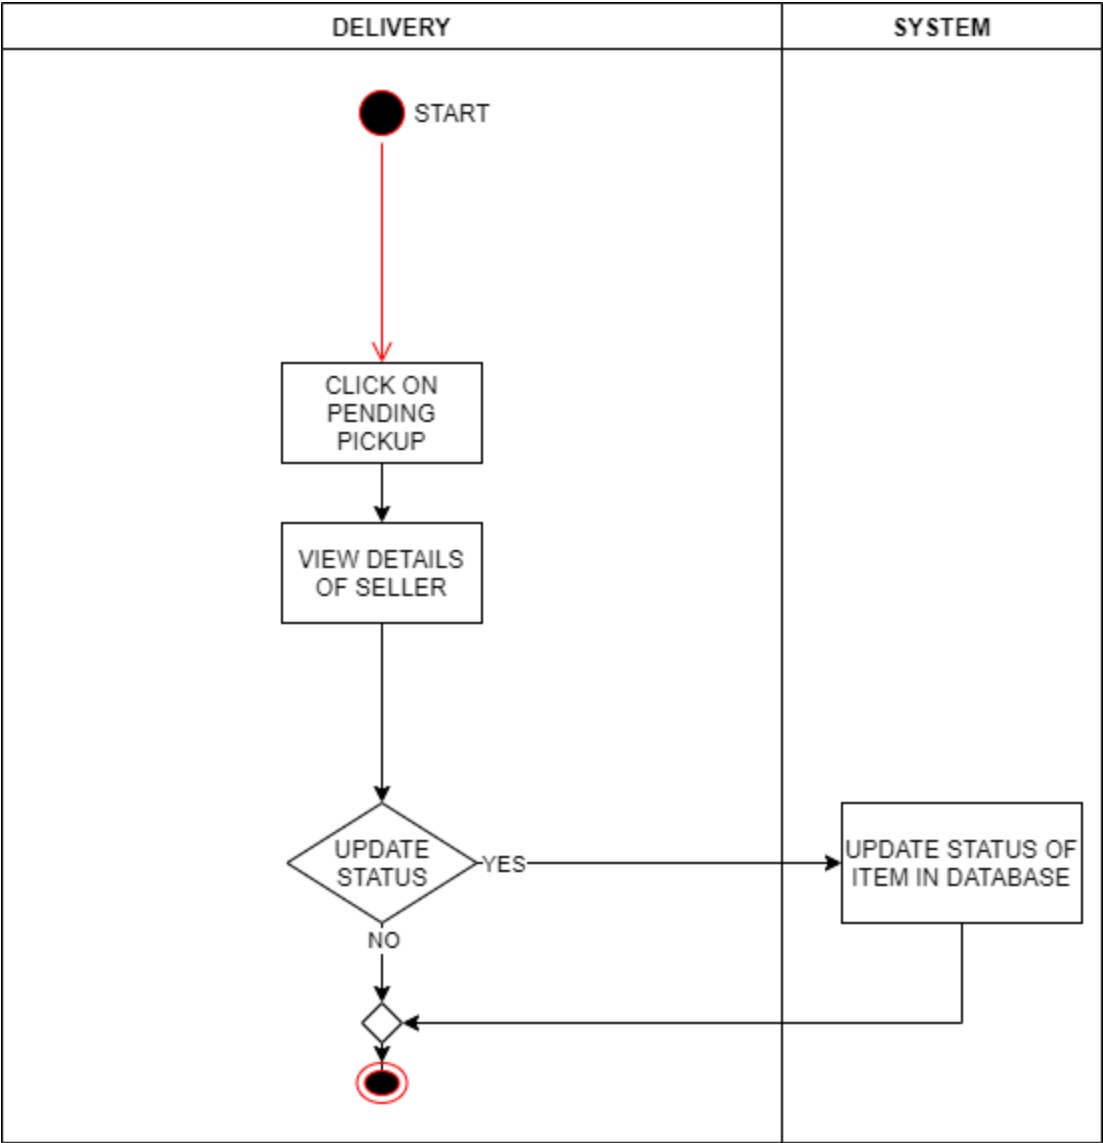 DELIVERY
SYSTEM
START
CLICK ON
PENDING
PICKUP
VIEW DETAILS
OF SELLER
UPDATE
STATUS
YES
UPDATE STATUS OF
ITEM IN DATABASE
NO